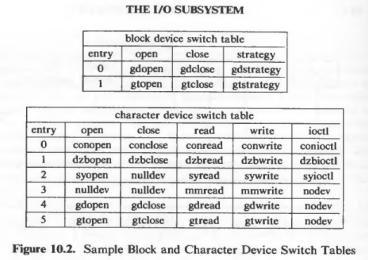 THE I/O SUBSYSTEM
block device switch table
entry open close strategy
0 gdopen gdclose gdstrategy
1 gtopen gtclose gtstrategy
character device switch table
entry open close read write ioctl
0 conopen conclose conread conwrite conioctl
1 dzbopen dzbclose dzbread dzbwrite dzbioctl
2 syopen nulldev syread sywrite syioctl
3 nulldev nulldev mmread mmwrite nodev
4 gdopen gdclose gdread gdwrite nodev
5 gtopen gtclose gtread gtwrite nodev
Figure 10.2. Sample Block and Character Device Switch Tables